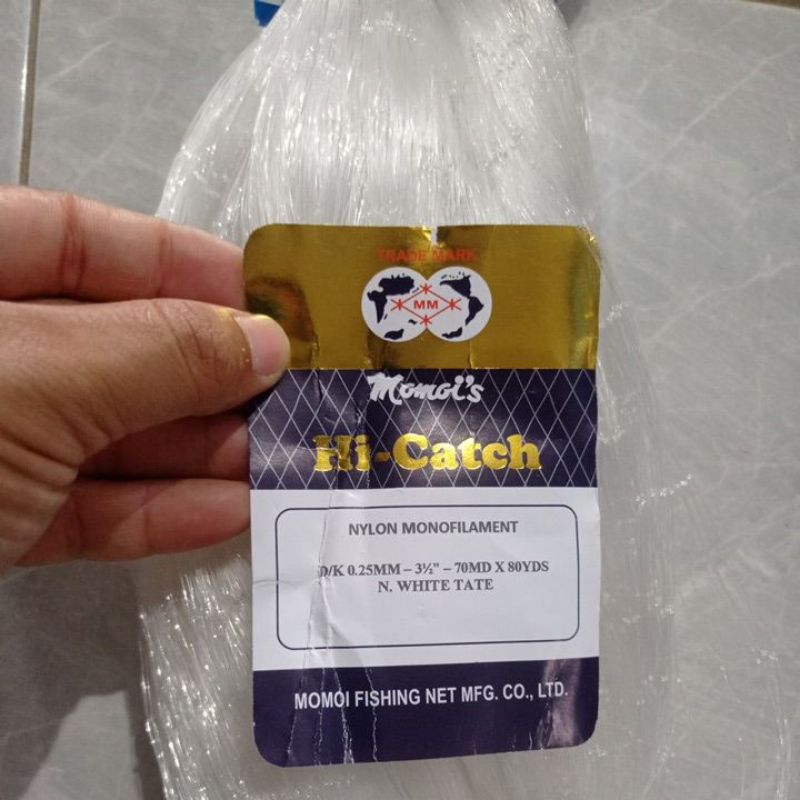 TRADE MARK
MM
Momoi's
Hi-Catch
NYLON MONOFILAMENT
D/K 0.25MM – 3½" – 70MD X 80YDS
N. WHITE TATE
MOMOI FISHING NET MFG. CO., LTD.